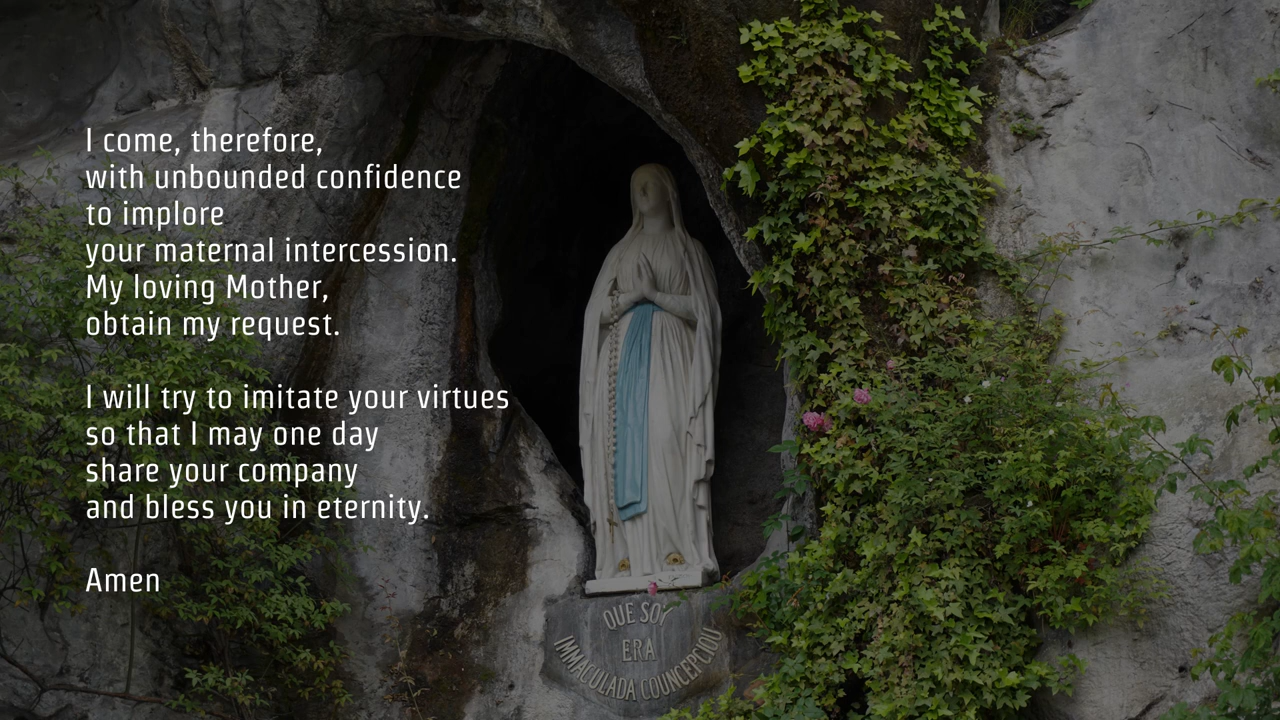 I come, therefore,
with unbounded confidence
to implore
your maternal intercession.
My loving Mother,
obtain my request.
I will try to imitate your virtues
so that I may one day
share your company
and bless you in eternity.
Amen
QUE SOY
ERA
IMMACULADA COUNCEPCIOU